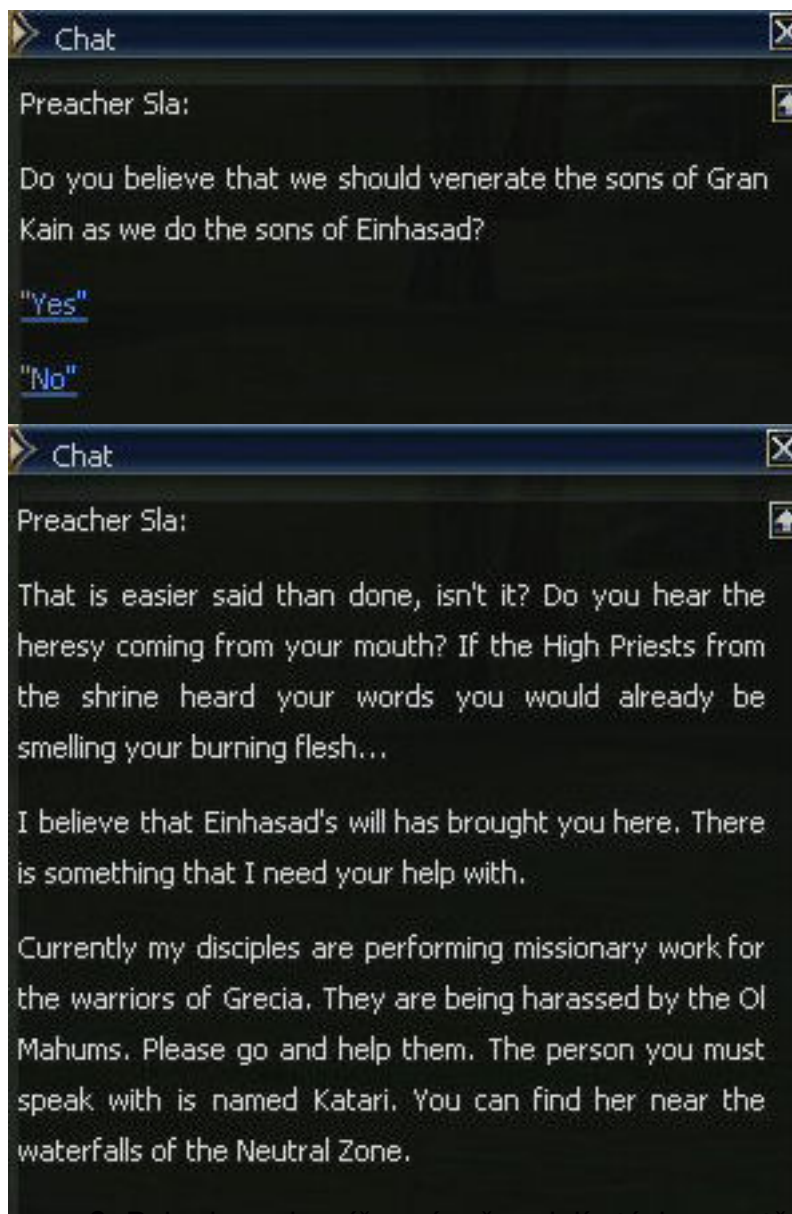 Chat
Preacher Sla:
Do you believe that we should venerate the sons of Gran
Kain as we do the sons of Einhasad?
"Yes"
"No"
Chat
Preacher Sla:
That is easier said than done, isn't it? Do you hear the
heresy coming from your mouth? If the High Priests from
the shrine heard your words you would already be
smelling your burning flesh...
I believe that Einhasad's will has brought you here. There
is something that I need your help with.
Currently my disciples are performing missionary work for
the warriors of Grecia. They are being harassed by the Ol
Mahums. Please go and help them. The person you must
speak with is named Katari. You can find her near the
waterfalls of the Neutral Zone.